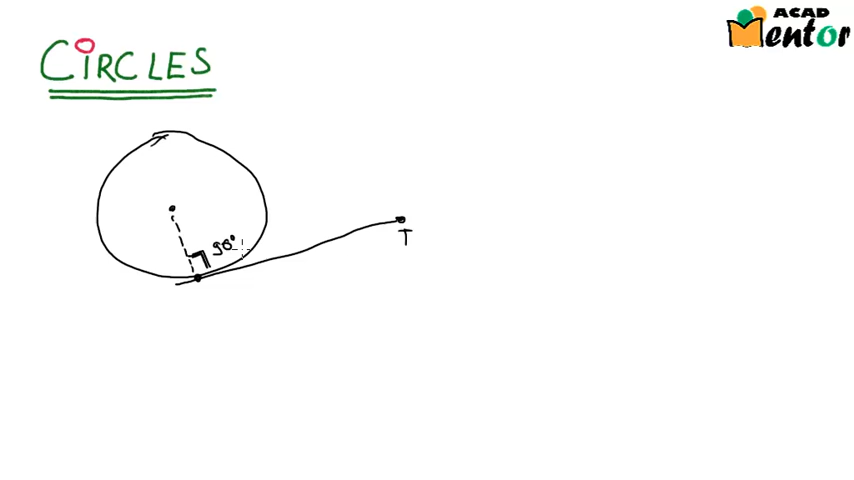 ACAD
Mentor
CiRCLES
90°
T